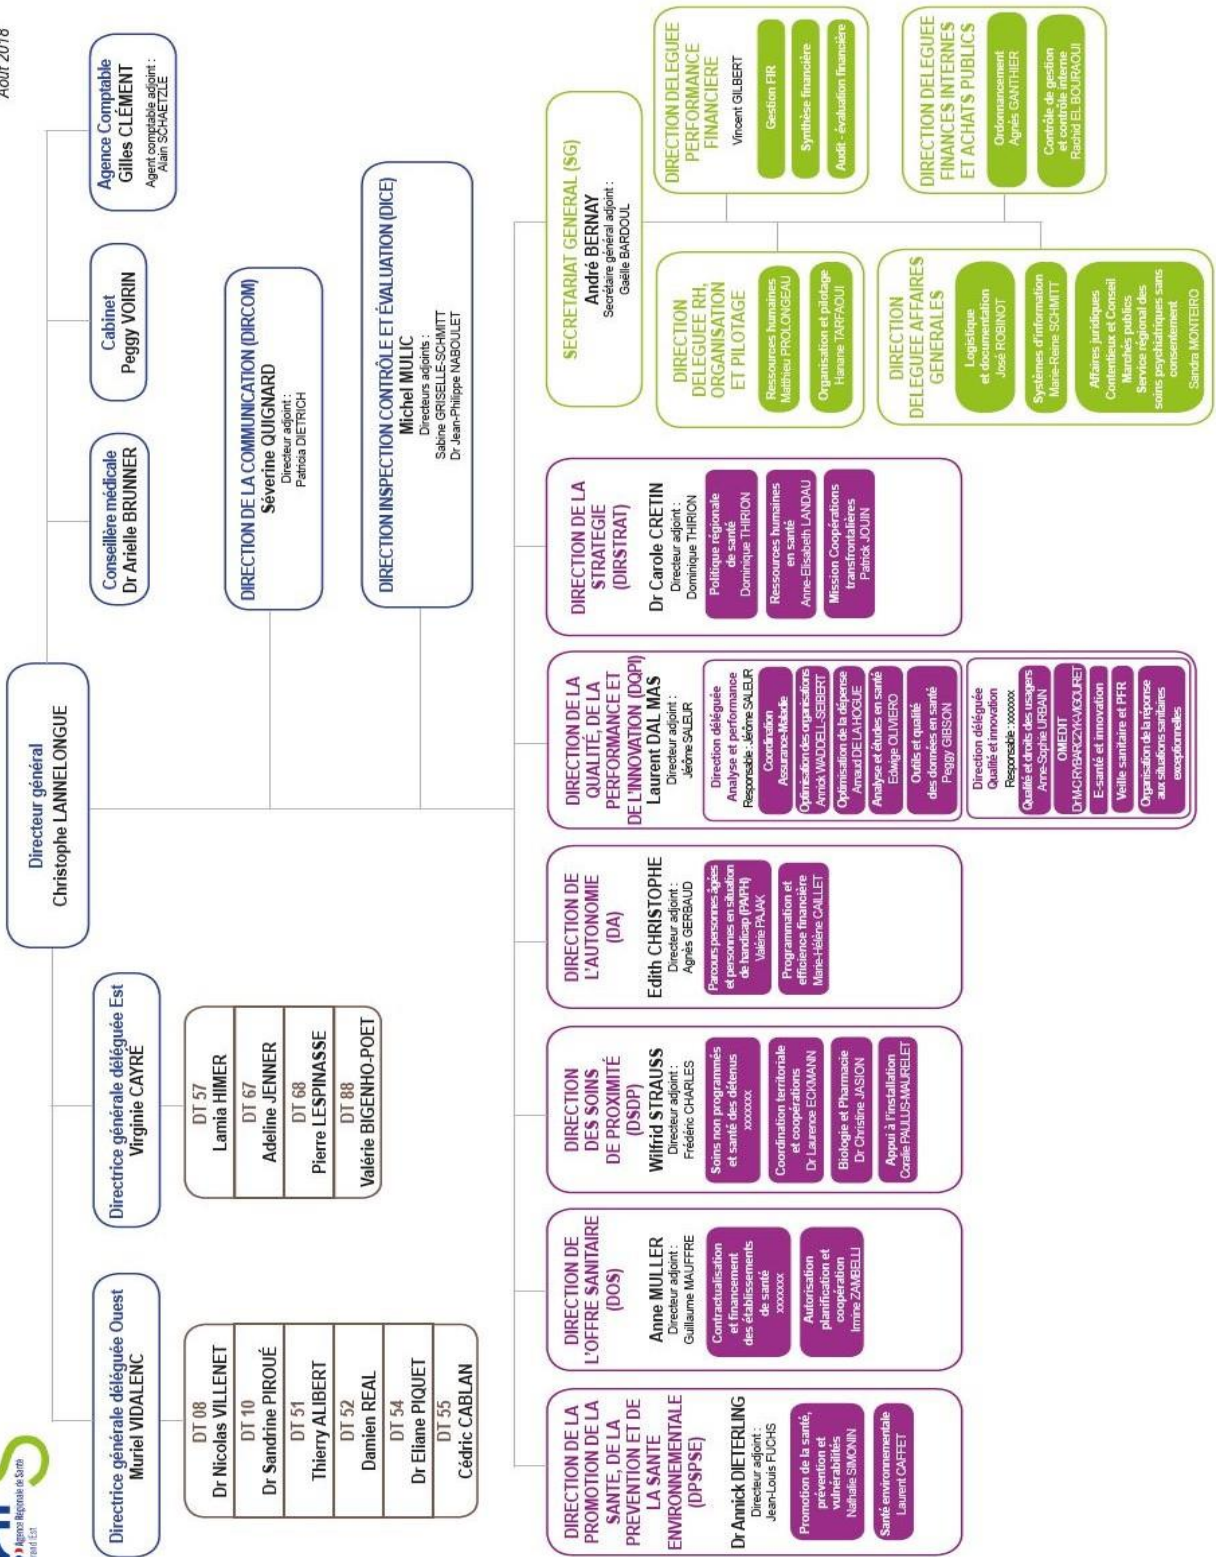 Août 2018
Agence Régionale de Santé
Directeur général
Christophe LANNELONGUE
Directrice générale déléguée Ouest
Muriel VIDALENC
DT 08
Dr Nicolas VILLENET
DT 10
Dr Sandrine PIROUÉ
DT 51
Thierry ALIBERT
DT 52
Damien REAL
DT 54
Dr Eliane PIQUET
DT 55
Cédric CABLAN
Directrice générale déléguée Est
Virginie CAYRÉ
DT 57
Lamia HIMER
DT 67
Adeline JENNER
DT 68
Pierre LESPINASSE
DT 88
Valérie BIGENHO-POET
Conseillère médicale
Dr Arielle BRUNNER
Cabinet
Peggy VOIRIN
Agence Comptable
Gilles CLÉMENT
Agent comptable adjoint :
Alain SCHAETZLE
DIRECTION DE LA COMMUNICATION (DIRCOM)
Séverine QUIGNARD
Directeur adjoint :
Patricia DIETRICH
DIRECTION INSPECTION CONTRÔLE ET ÉVALUATION (DICE)
Michel MULIC
Directeurs adjoints :
Sabine GRISELLE-SCHMITT
Dr Jean-Philippe NABOULET
DIRECTION DE LA
PROMOTION DE LA
SANTE, DE LA
PREVENTION ET DE
LA SANTE
ENVIRONNEMENTALE
(DPSPSE)
Dr Annick DIETERLING
Directeur adjoint :
Jean-Louis FUCHS
Promotion de la santé,
prévention et
vulnérabilités
Nathalie SIMONIN
Santé environnementale
Laurent CAFFET
DIRECTION DE
L'OFFRE SANITAIRE
(DOS)
Anne MULLER
Directeur adjoint :
Guillaume MAUFFRE
Contractualisation
et financement
des établissements
de santé
xxxxxxx
Autorisation
planification et
coopération
Irmine ZAMBELLI
DIRECTION
DES SOINS
DE PROXIMITÉ
(DSDP)
Wilfrid STRAUSS
Directeur adjoint :
Frédéric CHARLES
Soins non programmés
et santé des détenus
xxxxxxx
Coordination territoriale
et coopérations
Dr Laurence ECKMANN
Biologie et Pharmacie
Dr Christine JASION
Appui à l'installation
Coralie PAULUS-MAURELET
DIRECTION DE
L'AUTONOMIE
(DA)
Edith CHRISTOPHE
Directeur adjoint :
Agnès GERBAUD
Parcours personnes âgées
et personnes en situation
de handicap (PA/PH)
Valérie PAJAK
Programmation et
efficience financière
Marie-Hélène CAILLET
DIRECTION DE LA
QUALITÉ, DE LA
PERFORMANCE ET
DE L'INNOVATION (DQPI)
Laurent DAL MAS
Directeur adjoint :
Jérôme SALEUR
Direction déléguée
Analyse et performance
Responsable : Jérôme SALEUR
Coordination
Assurance-Maladie
Optimisation des organisations
Annick WADDELL-SEIBERT
Optimisation de la dépense
Arnaud DE LA HOGUE
Analyse et études en santé
Edwige OLIVIERO
Outils et qualité
des données en santé
Peggy GIBSON
Direction déléguée
Qualité et innovation
Responsable : xxxxxxx
Qualité et droits des usagers
Anne-Sophie URBAIN
OMEDIT
Dr M-C RYBARCZYK-VIGOURET
E-santé et innovation
Veille sanitaire et PFR
Organisation de la réponse
aux situations sanitaires
exceptionnelles
DIRECTION DE LA
STRATEGIE
(DIRSTRAT)
Dr Carole CRETIN
Directeur adjoint :
Dominique THIRION
Politique régionale
de santé
Dominique THIRION
Ressources humaines
en santé
Anne-Elisabeth LANDAU
Mission Coopérations
transfrontalières
Patrick JOUIN
SECRETARIAT GENERAL (SG)
André BERNAY
Secrétaire général adjoint :
Gaëlle BARDOUL
DIRECTION
DELEGUEE RH,
ORGANISATION
ET PILOTAGE
Ressources humaines
Matthieu PROLONGEAU
Organisation et pilotage
Hanane TARFAOUI
DIRECTION DELEGUEE
PERFORMANCE
FINANCIERE
Vincent GILBERT
Gestion FIR
Synthèse financière
Audit - évaluation financière
DIRECTION
DELEGUEE AFFAIRES
GENERALES
Logistique
et documentation
José ROBINOT
Systèmes d'information
Marie-Reine SCHMITT
Affaires juridiques
Contentieux et Conseil
Marchés publics
Service régional des
soins psychiatriques sans
consentement
Sandra MONTEIRO
DIRECTION DELEGUEE
FINANCES INTERNES
ET ACHATS PUBLICS
Ordonnancement
Agnès GANTHIER
Contrôle de gestion
et contrôle interne
Rachid EL BOURAOUI